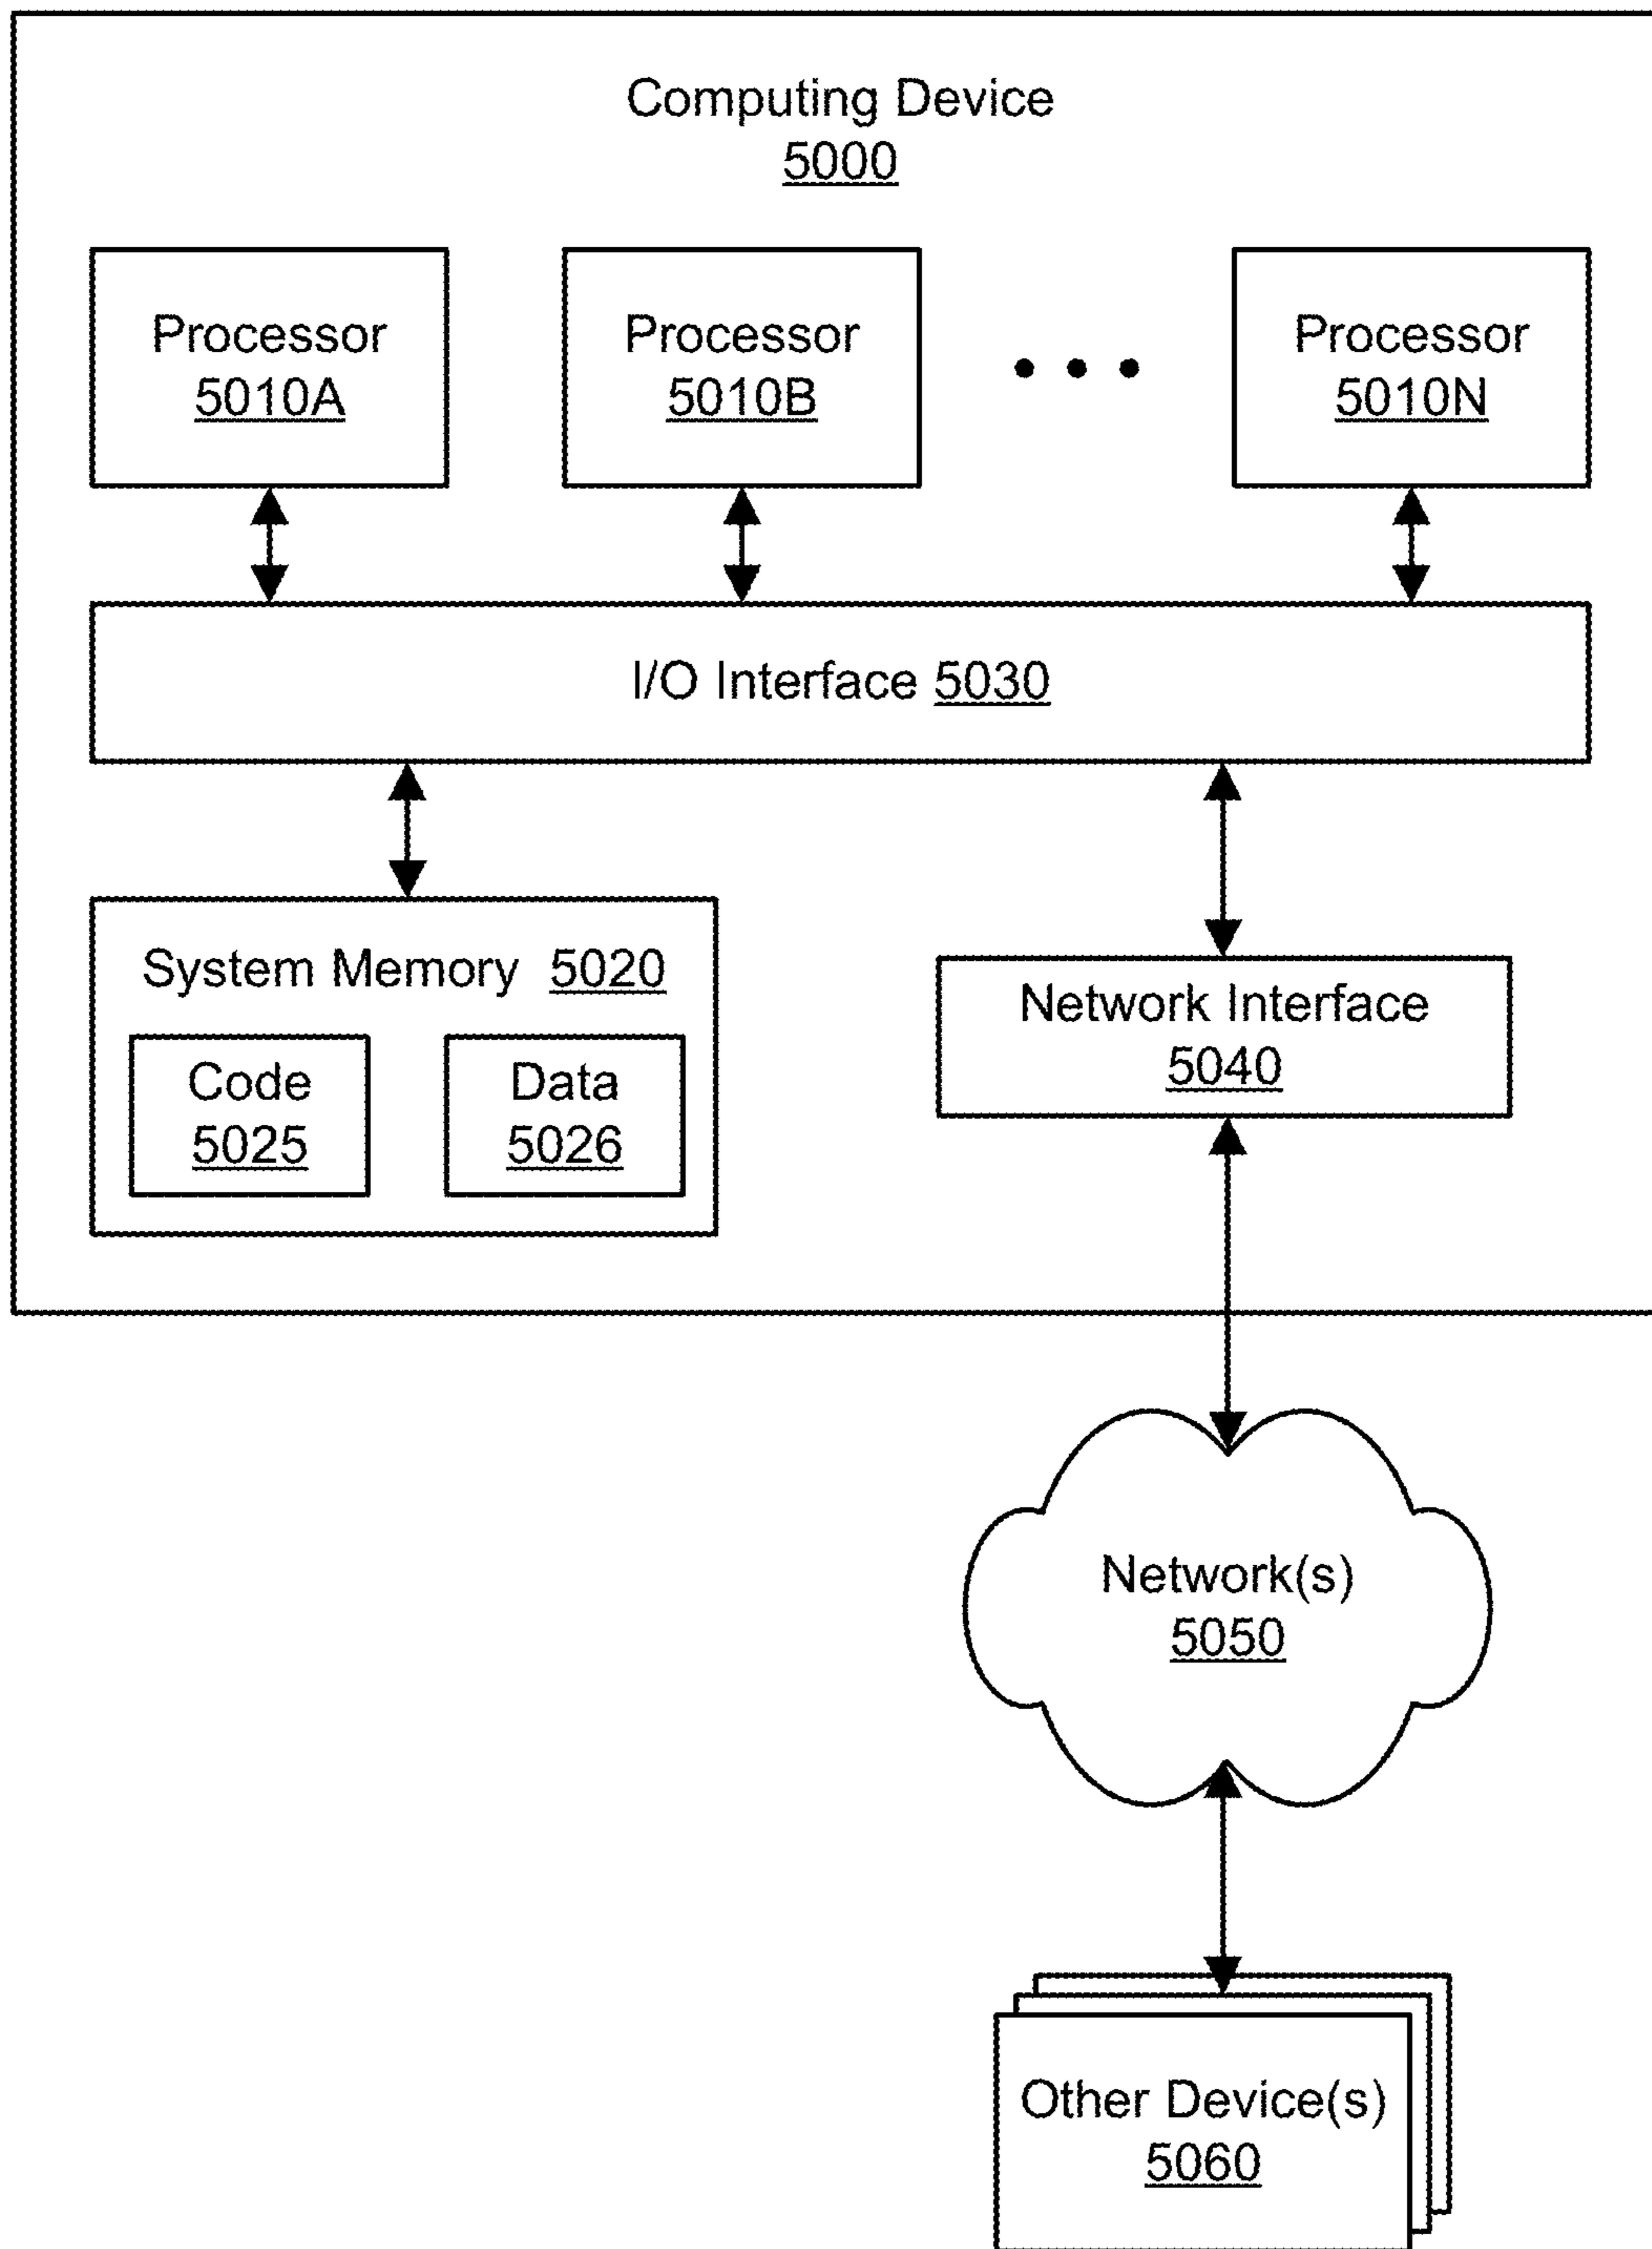 Computing Device
5000
Processor
5010A
Processor
5010B
Processor
5010N
I/O Interface 5030
System Memory 5020
Code
5025
Data
5026
Network Interface
5040
Network(s)
5050
Other Device(s)
5060